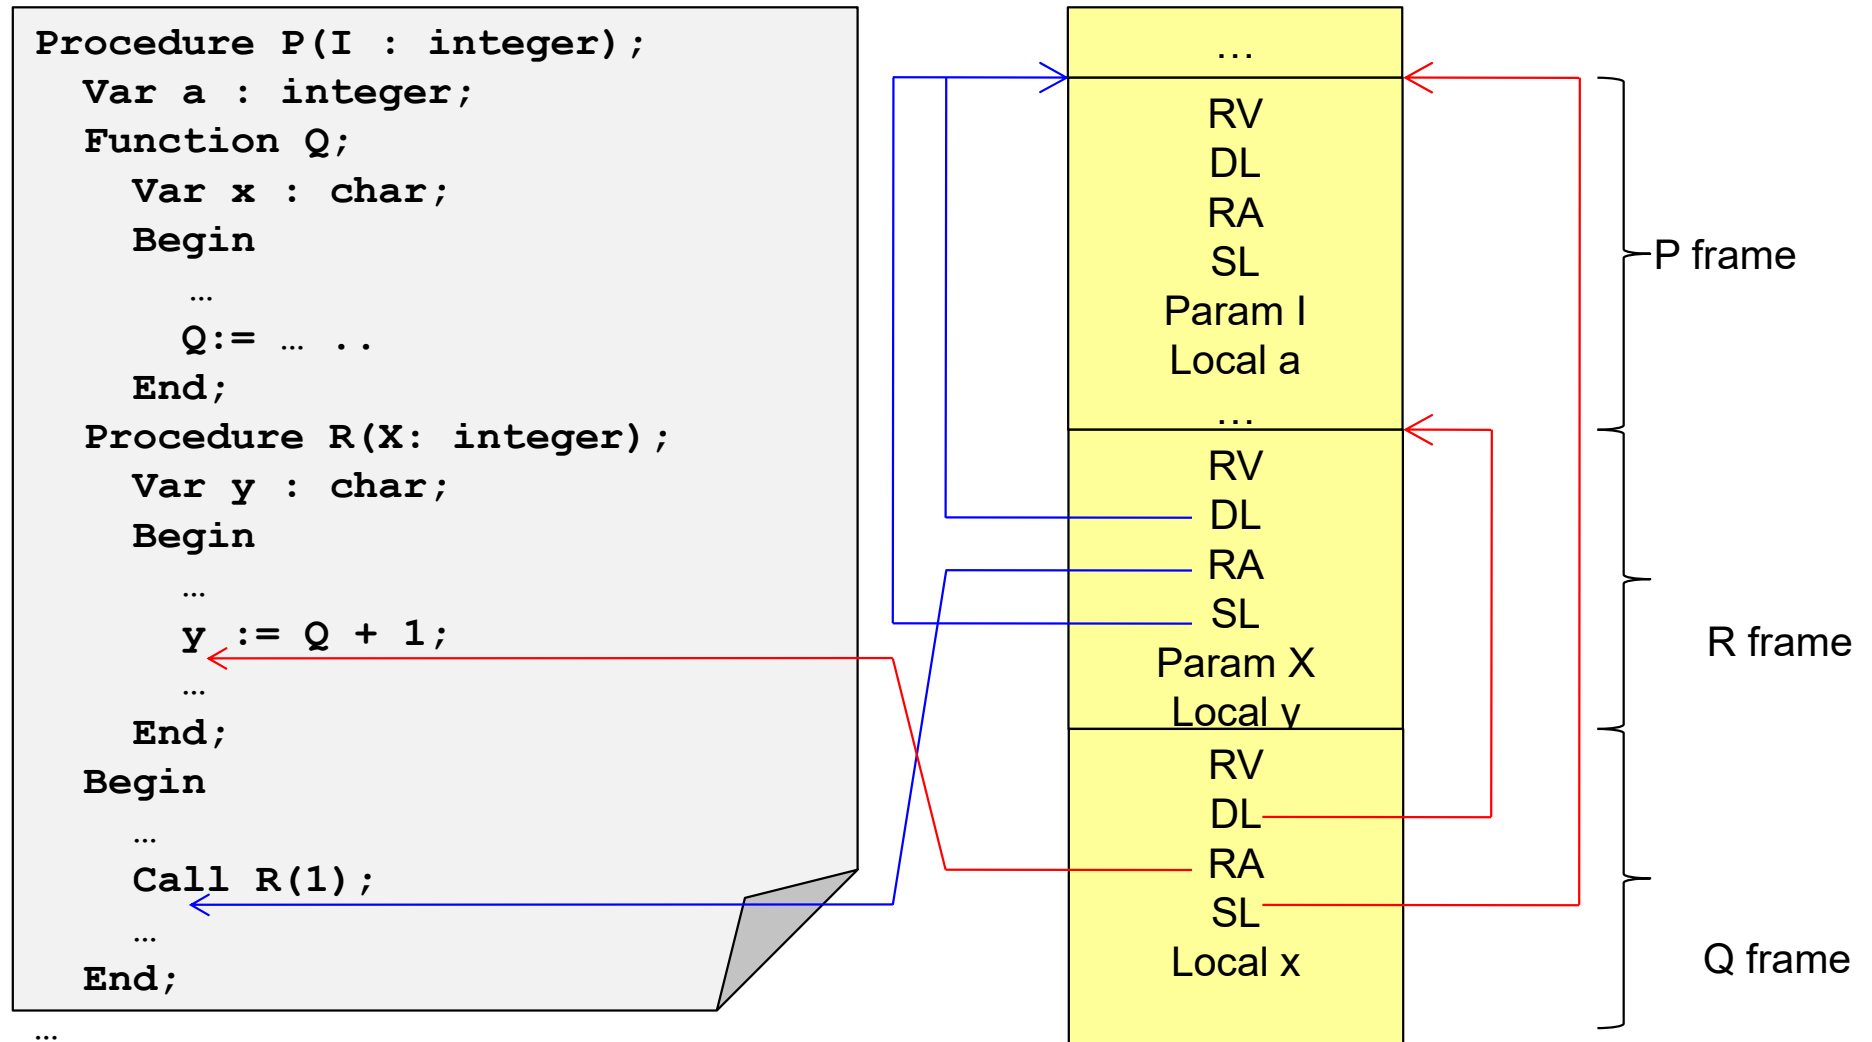 Procedure P(I : integer);
Var a : integer;
Function Q;
Var x : char;
Begin
…
Q:= … ..
End;
Procedure R(X: integer);
Var y : char;
Begin
…
y := Q + 1;
…
End;
Begin
…
Call R(1);
…
End;
…
…
RV
DL
RA
SL
Param I
Local a
…
RV
DL
RA
SL
Param X
Local y
RV
DL
RA
SL
Local x
P frame
R frame
Q frame